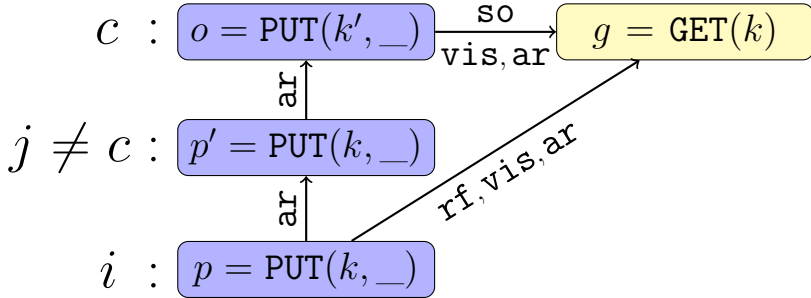 c : o = PUT(k′, _) so g = GET(k)
vis,ar
ar
j ≠ c : p′ = PUT(k, _)
ar rf,vis,ar
i : p = PUT(k, _)